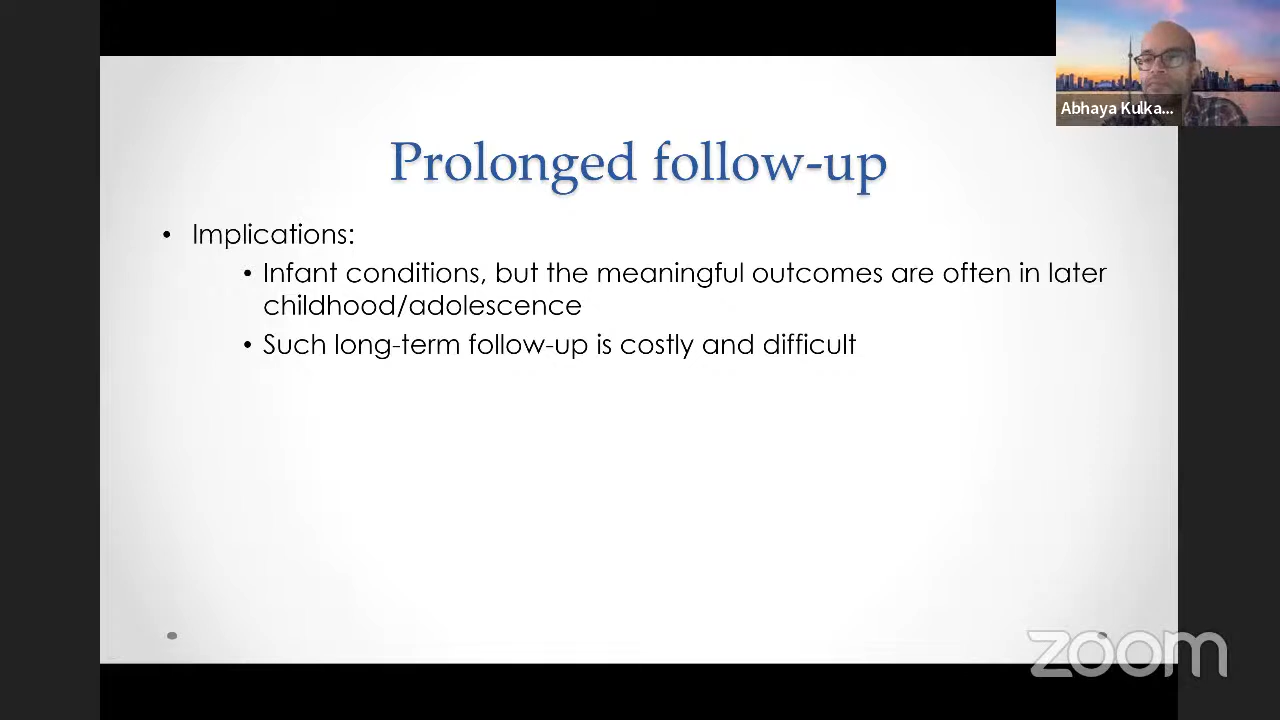 Abhaya Kulka...
Prolonged follow-up
• Implications:
• Infant conditions, but the meaningful outcomes are often in later
childhood/adolescence
• Such long-term follow-up is costly and difficult
zoom